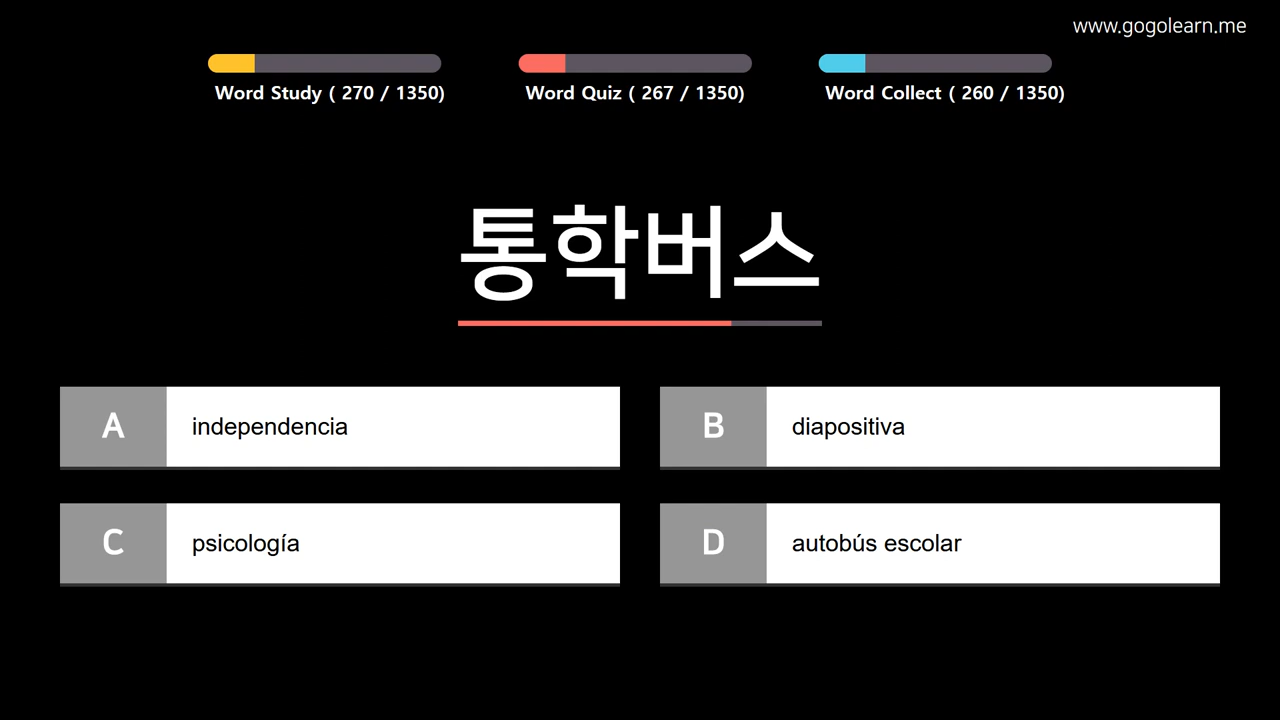 www.gogolearn.me
Word Study ( 270 / 1350)
Word Quiz ( 267 / 1350)
Word Collect ( 260 / 1350)
통학버스
A independencia
B diapositiva
C psicología
D autobús escolar